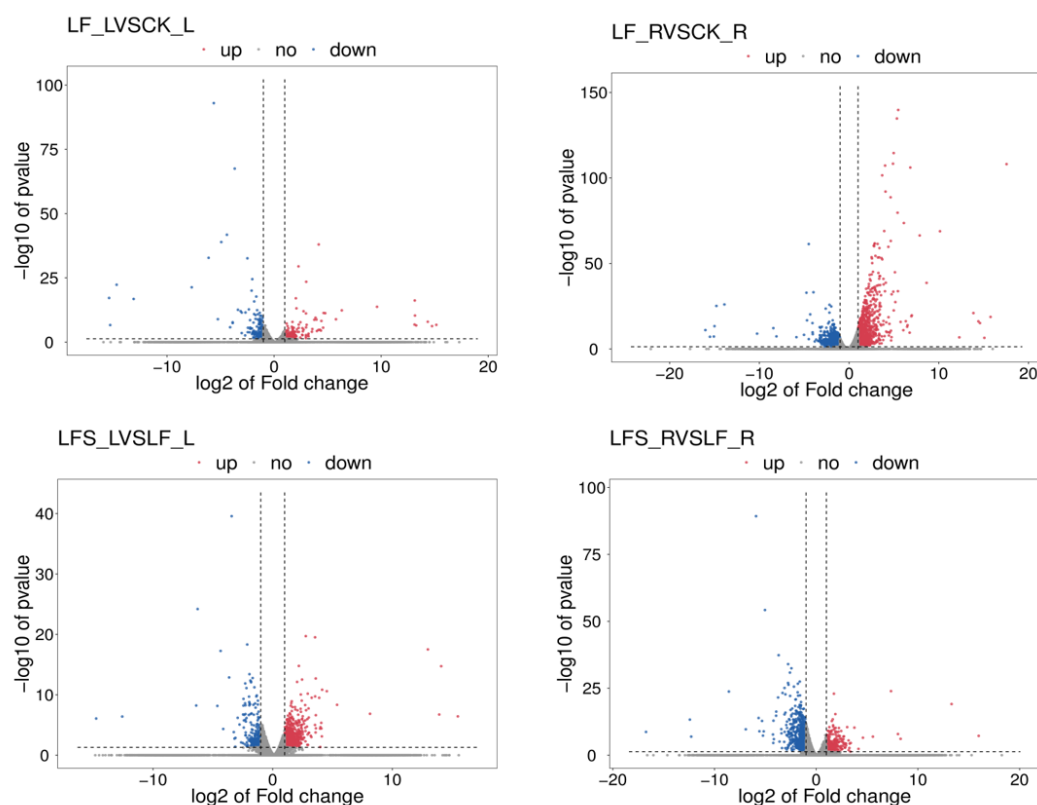 LF_LVSCK_L
up no down
100
75
50
25
0
−log10 of pvalue
−10 0 10 20
log2 of Fold change
LF_RVSCK_R
up no down
150
100
50
0
−log10 of pvalue
−20 −10 0 10 20
log2 of Fold change
LFS_LVSLF_L
up no down
40
30
20
10
0
−log10 of pvalue
−10 0 10
log2 of Fold change
LFS_RVSLF_R
up no down
100
75
50
25
0
−log10 of pvalue
−20 −10 0 10 20
log2 of Fold change